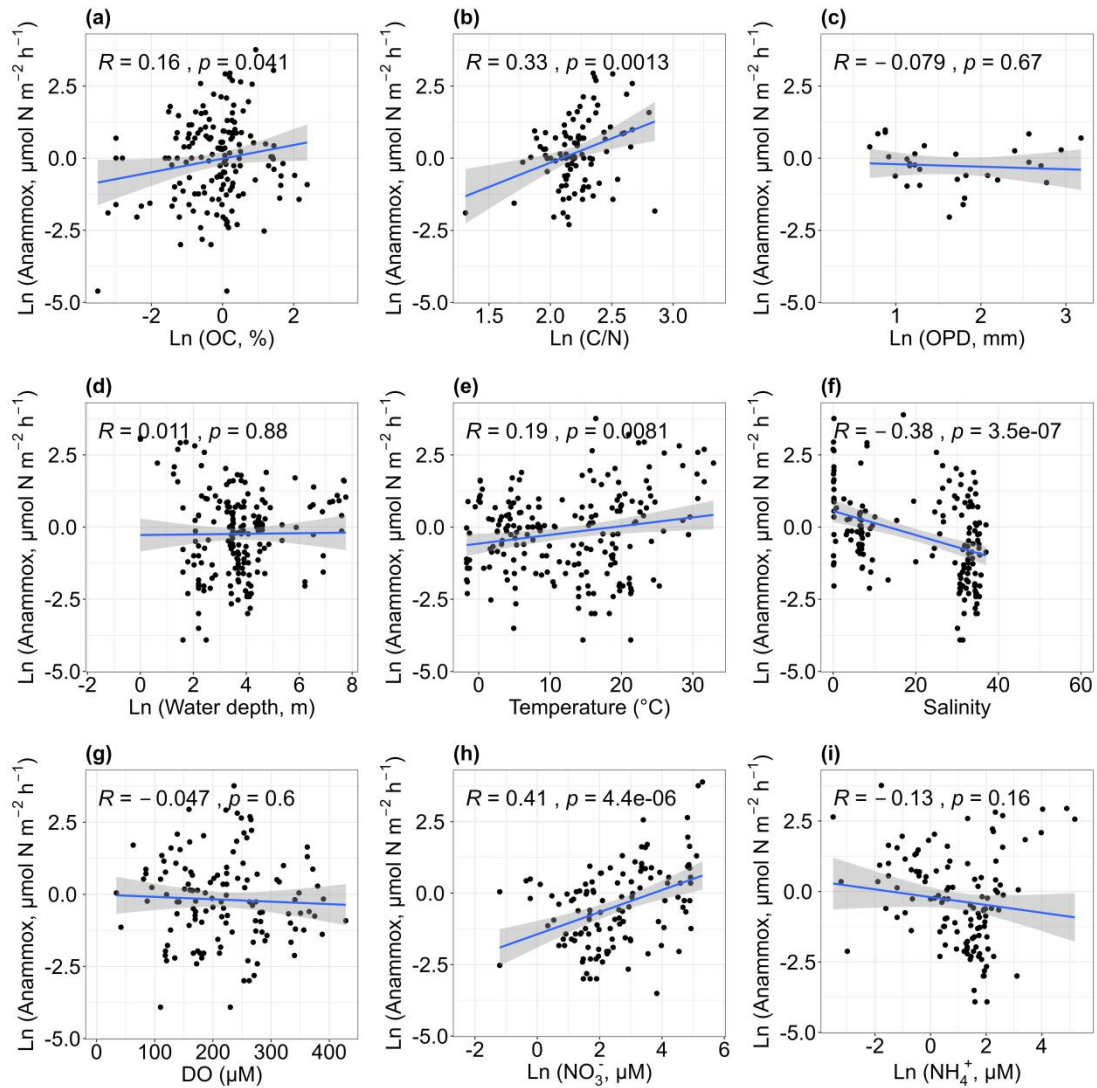 (a)
R = 0.16 , p = 0.041
Ln (Anammox, μmol N m⁻² h⁻¹)
2.5
0.0
-2.5
-5.0
-2
0
2
Ln (OC, %)
(b)
R = 0.33 , p = 0.0013
Ln (Anammox, μmol N m⁻² h⁻¹)
2.5
0.0
-2.5
-5.0
1.5
2.0
2.5
3.0
Ln (C/N)
(c)
R = − 0.079 , p = 0.67
Ln (Anammox, μmol N m⁻² h⁻¹)
2.5
0.0
-2.5
-5.0
1
2
3
Ln (OPD, mm)
(d)
R = 0.011 , p = 0.88
Ln (Anammox, μmol N m⁻² h⁻¹)
2.5
0.0
-2.5
-5.0
-2
0
2
4
6
8
Ln (Water depth, m)
(e)
R = 0.19 , p = 0.0081
Ln (Anammox, μmol N m⁻² h⁻¹)
2.5
0.0
-2.5
-5.0
0
10
20
30
Temperature (°C)
(f)
R = − 0.38 , p = 3.5e-07
Ln (Anammox, μmol N m⁻² h⁻¹)
2.5
0.0
-2.5
-5.0
0
20
40
60
Salinity
(g)
R = − 0.047 , p = 0.6
Ln (Anammox, μmol N m⁻² h⁻¹)
2.5
0.0
-2.5
-5.0
0
100
200
300
400
DO (μM)
(h)
R = 0.41 , p = 4.4e-06
Ln (Anammox, μmol N m⁻² h⁻¹)
2.5
0.0
-2.5
-5.0
-2
0
2
4
6
Ln (NO₃⁻, μM)
(i)
R = − 0.13 , p = 0.16
Ln (Anammox, μmol N m⁻² h⁻¹)
2.5
0.0
-2.5
-5.0
-2
0
2
4
Ln (NH₄⁺, μM)